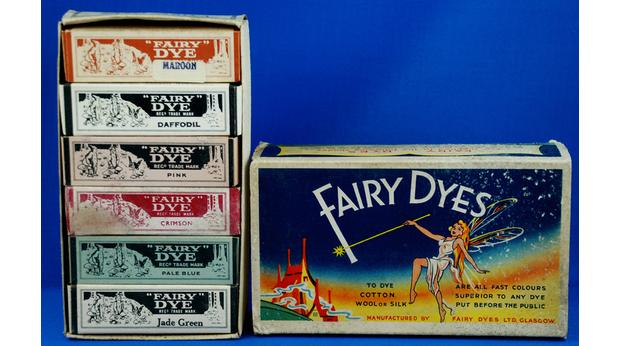 "FAIRY"
DYE
MAROON
"FAIRY"
DYE
REGD TRADE MARK
DAFFODIL
"FAIRY"
DYE
REGD TRADE MARK
PINK
"FAIRY"
DYE
REGD TRADE MARK
CRIMSON
"FAIRY"
DYE
REGD TRADE MARK
PALE BLUE
"FAIRY"
DYE
Jade Green
FAIRY DYES
TO DYE
COTTON
WOOL OR SILK
ARE ALL FAST COLOURS
SUPERIOR TO ANY DYE
PUT BEFORE THE PUBLIC
MANUFACTURED BY FAIRY DYES LTD, GLASGOW.